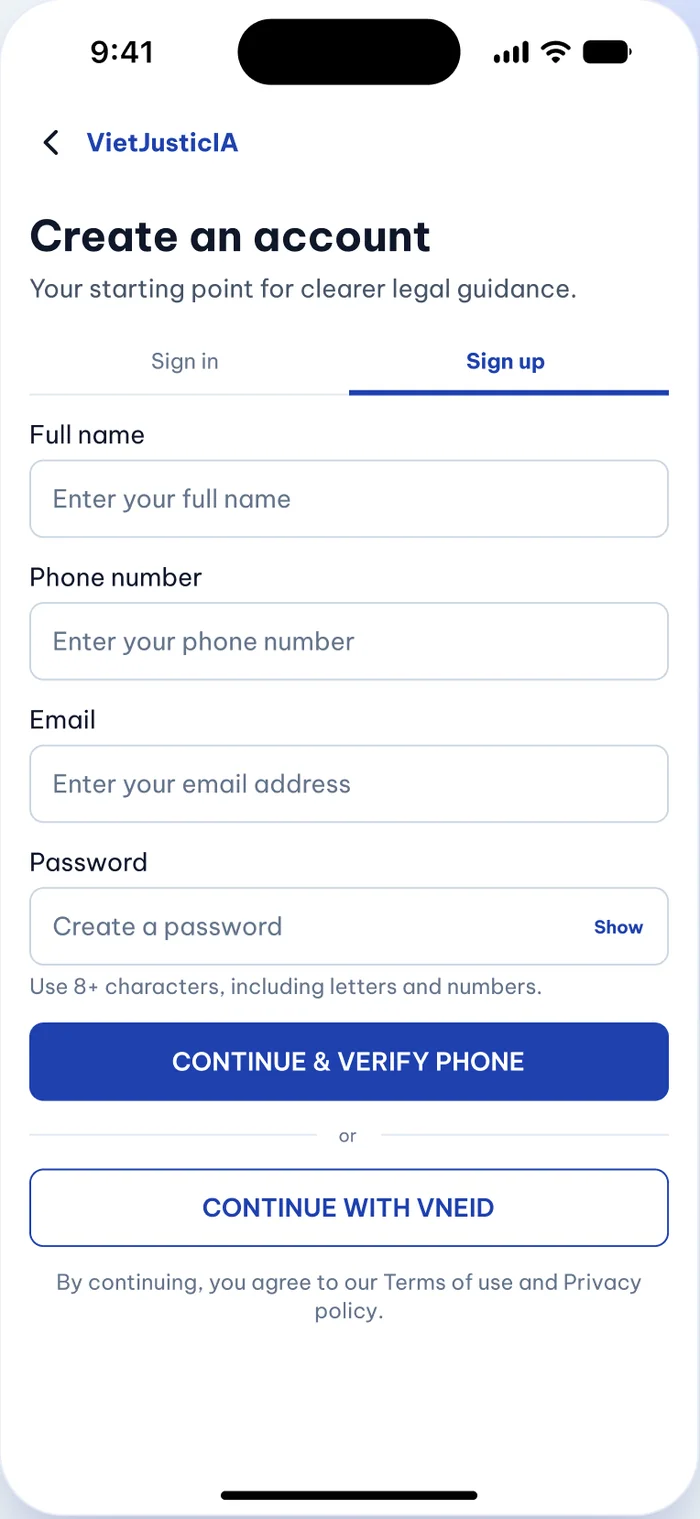 9:41
VietJusticIA
Create an account
Your starting point for clearer legal guidance.
Sign in
Sign up
Full name
Enter your full name
Phone number
Enter your phone number
Email
Enter your email address
Password
Create a password
Show
Use 8+ characters, including letters and numbers.
CONTINUE & VERIFY PHONE
or
CONTINUE WITH VNEID
By continuing, you agree to our Terms of use and Privacy
policy.